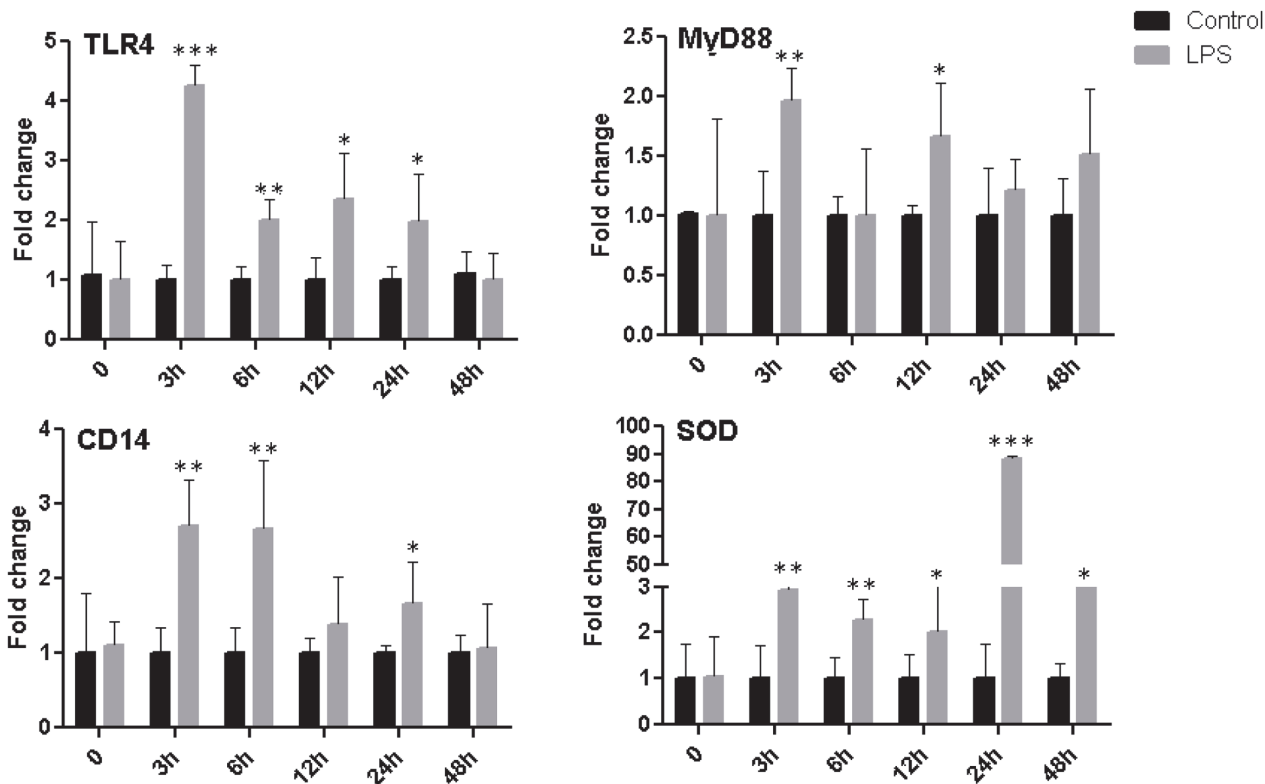 Control
LPS
TLR4
Fold change
5
4
3
2
1
0
***
**
*
*
0
3h
6h
12h
24h
48h
MyD88
Fold change
2.5
2.0
1.5
1.0
0.5
0.0
**
*
0
3h
6h
12h
24h
48h
CD14
Fold change
4
3
2
1
0
**
**
*
0
3h
6h
12h
24h
48h
SOD
Fold change
100
90
80
70
60
50
3
2
1
0
**
**
*
***
*
0
3h
6h
12h
24h
48h